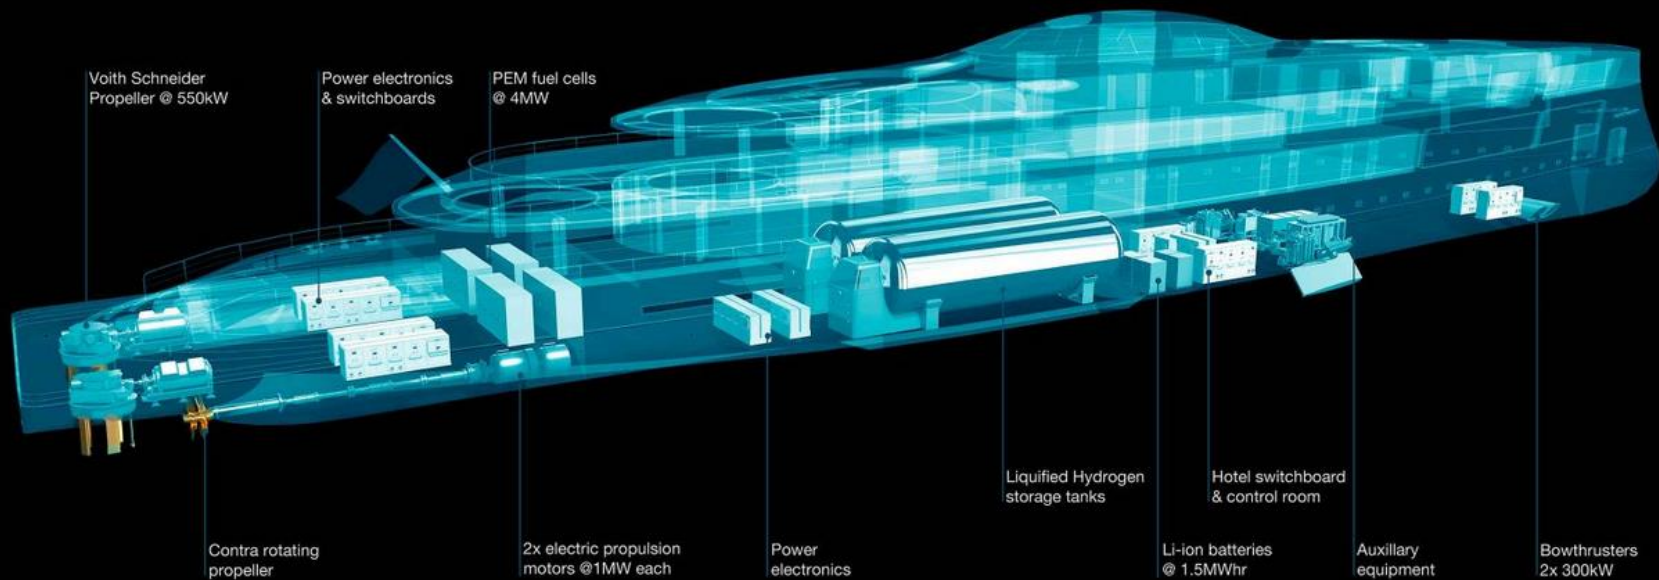 Voith Schneider
Propeller @ 550kW
Power electronics
& switchboards
PEM fuel cells
@ 4MW
Liquified Hydrogen
storage tanks
Hotel switchboard
& control room
Contra rotating
propeller
2x electric propulsion
motors @1MW each
Power
electronics
Li-ion batteries
@ 1.5MWhr
Auxillary
equipment
Bowthrusters
2x 300kW